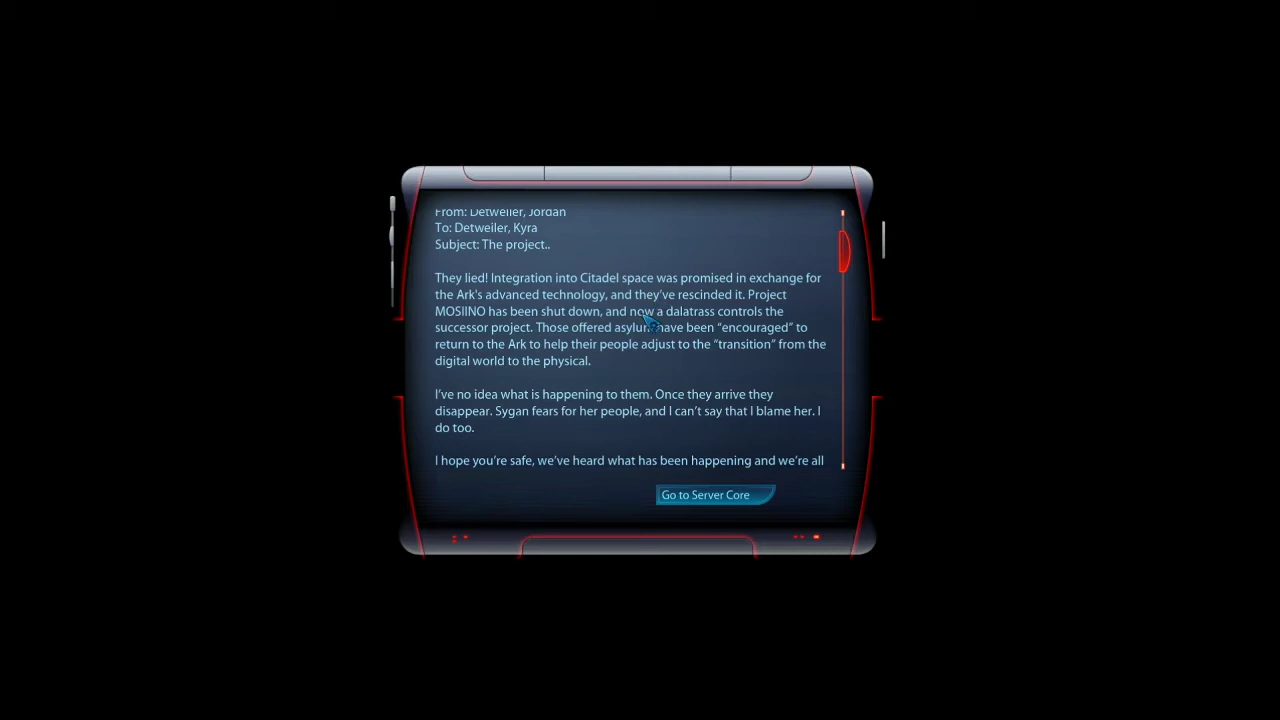 From: Detweiler, Jordan
To: Detweiler, Kyra
Subject: The project..
They lied! Integration into Citadel space was promised in exchange for
the Ark's advanced technology, and they've rescinded it. Project
MOSIINO has been shut down, and now a dalatrass controls the
successor project. Those offered asylum have been “encouraged” to
return to the Ark to help their people adjust to the “transition” from the
digital world to the physical.
I've no idea what is happening to them. Once they arrive they
disappear. Sygan fears for her people, and I can't say that I blame her. I
do too.
I hope you're safe, we've heard what has been happening and we're all
Go to Server Core